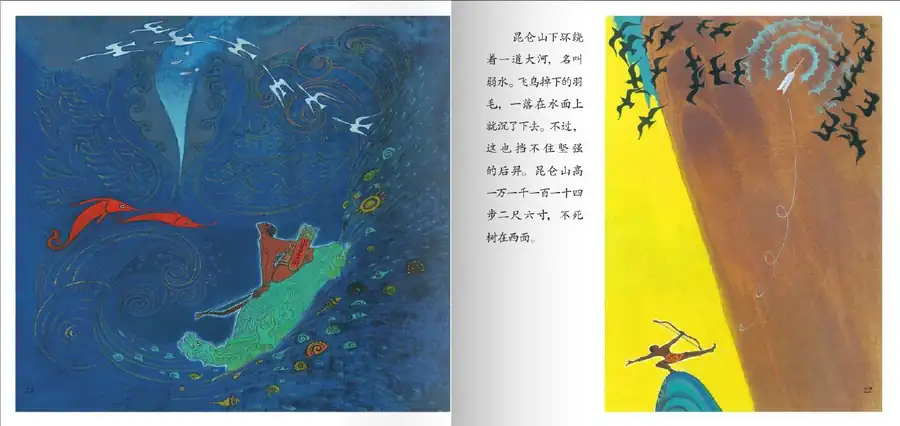 昆仑山下环绕
着一道大河，名叫
弱水。飞鸟掉下的羽
毛，一落在水面上
就沉了下去。不过，
这也挡不住坚强
的后羿。昆仑山高
一万一千一百一十四
步二尺六寸，不死
树在西面。
21
22